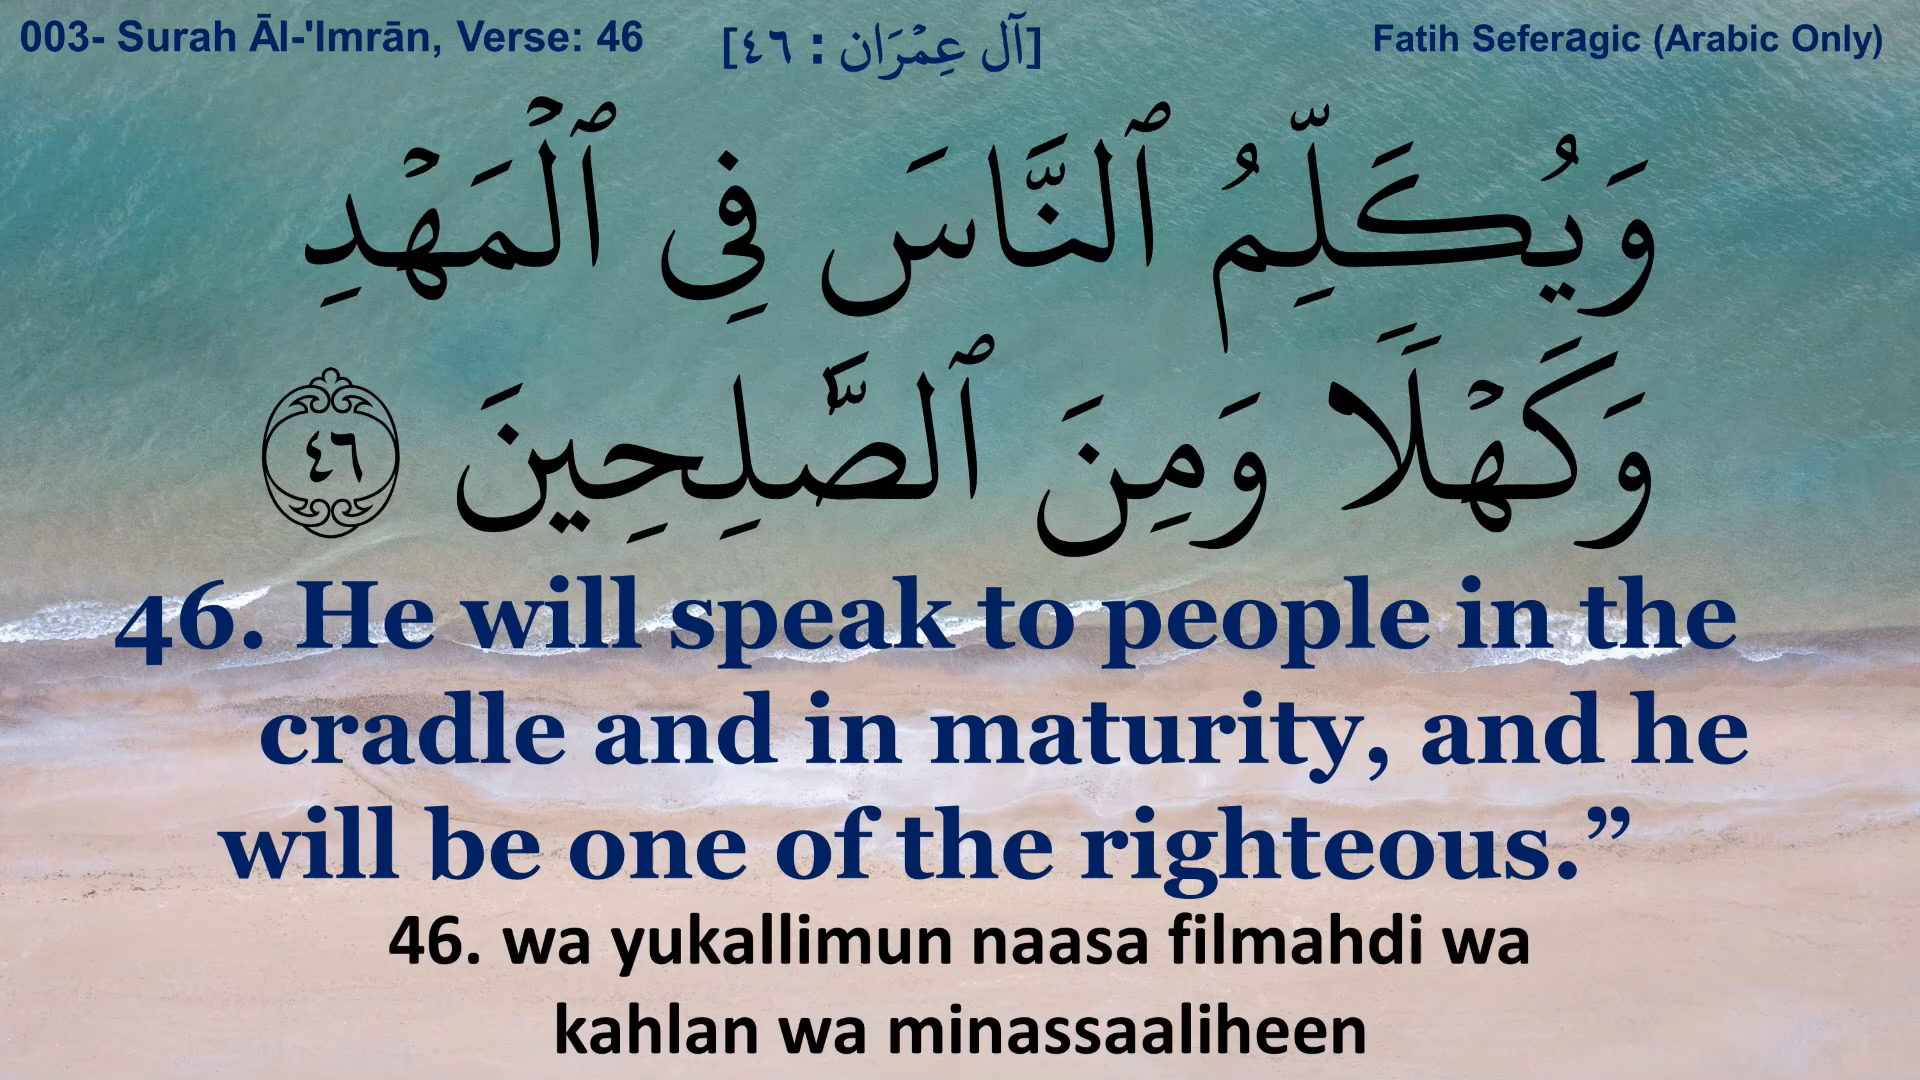 003- Surah Āl-'Imrān, Verse: 46
[آل عِمْرَان : ٤٦]
Fatih Seferagic (Arabic Only)
وَيُكَلِّمُ ٱلنَّاسَ فِى ٱلْمَهْدِ
وَكَهْلًا وَمِنَ ٱلصَّـٰلِحِينَ ٤٦
46. He will speak to people in the
cradle and in maturity, and he
will be one of the righteous.”
46. wa yukallimun naasa filmahdi wa
kahlan wa minassaaliheen